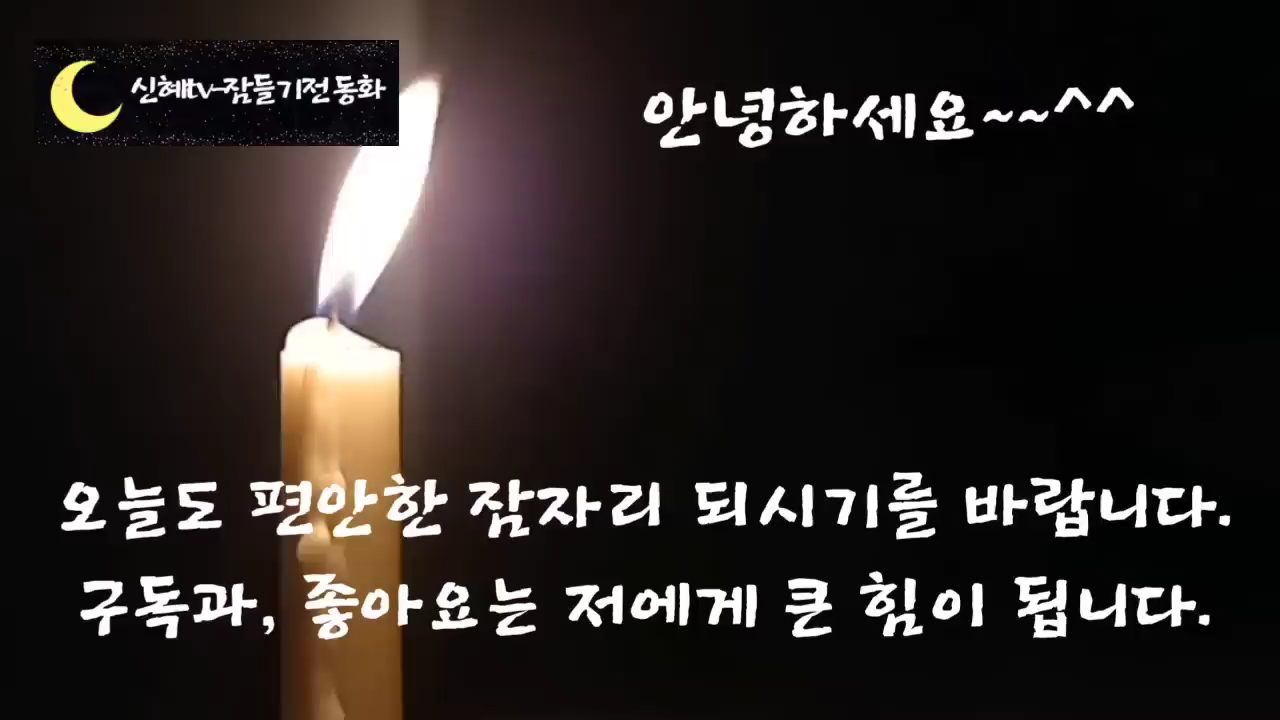 신혜tv-잠들기전동화
안녕하세요~~^^
오늘도 편안한 잠자리 되시기를 바랍니다.
구독과, 좋아요는 저에게 큰 힘이 됩니다.